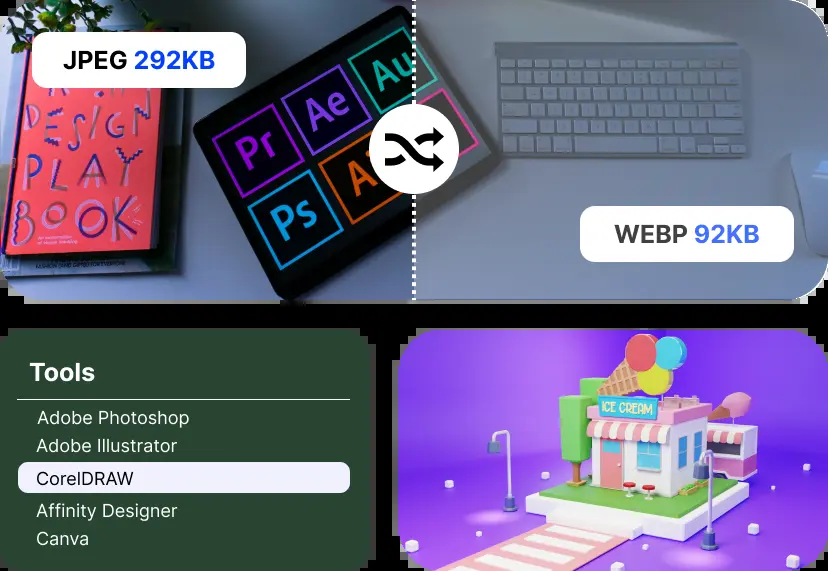 JPEG 292KB
DESIGN
PLAY
BOOK
Pr
Ae
Au
Ps
WEBP 92KB
Tools
Adobe Photoshop
Adobe Illustrator
CorelDRAW
Affinity Designer
Canva
ICE CREAM